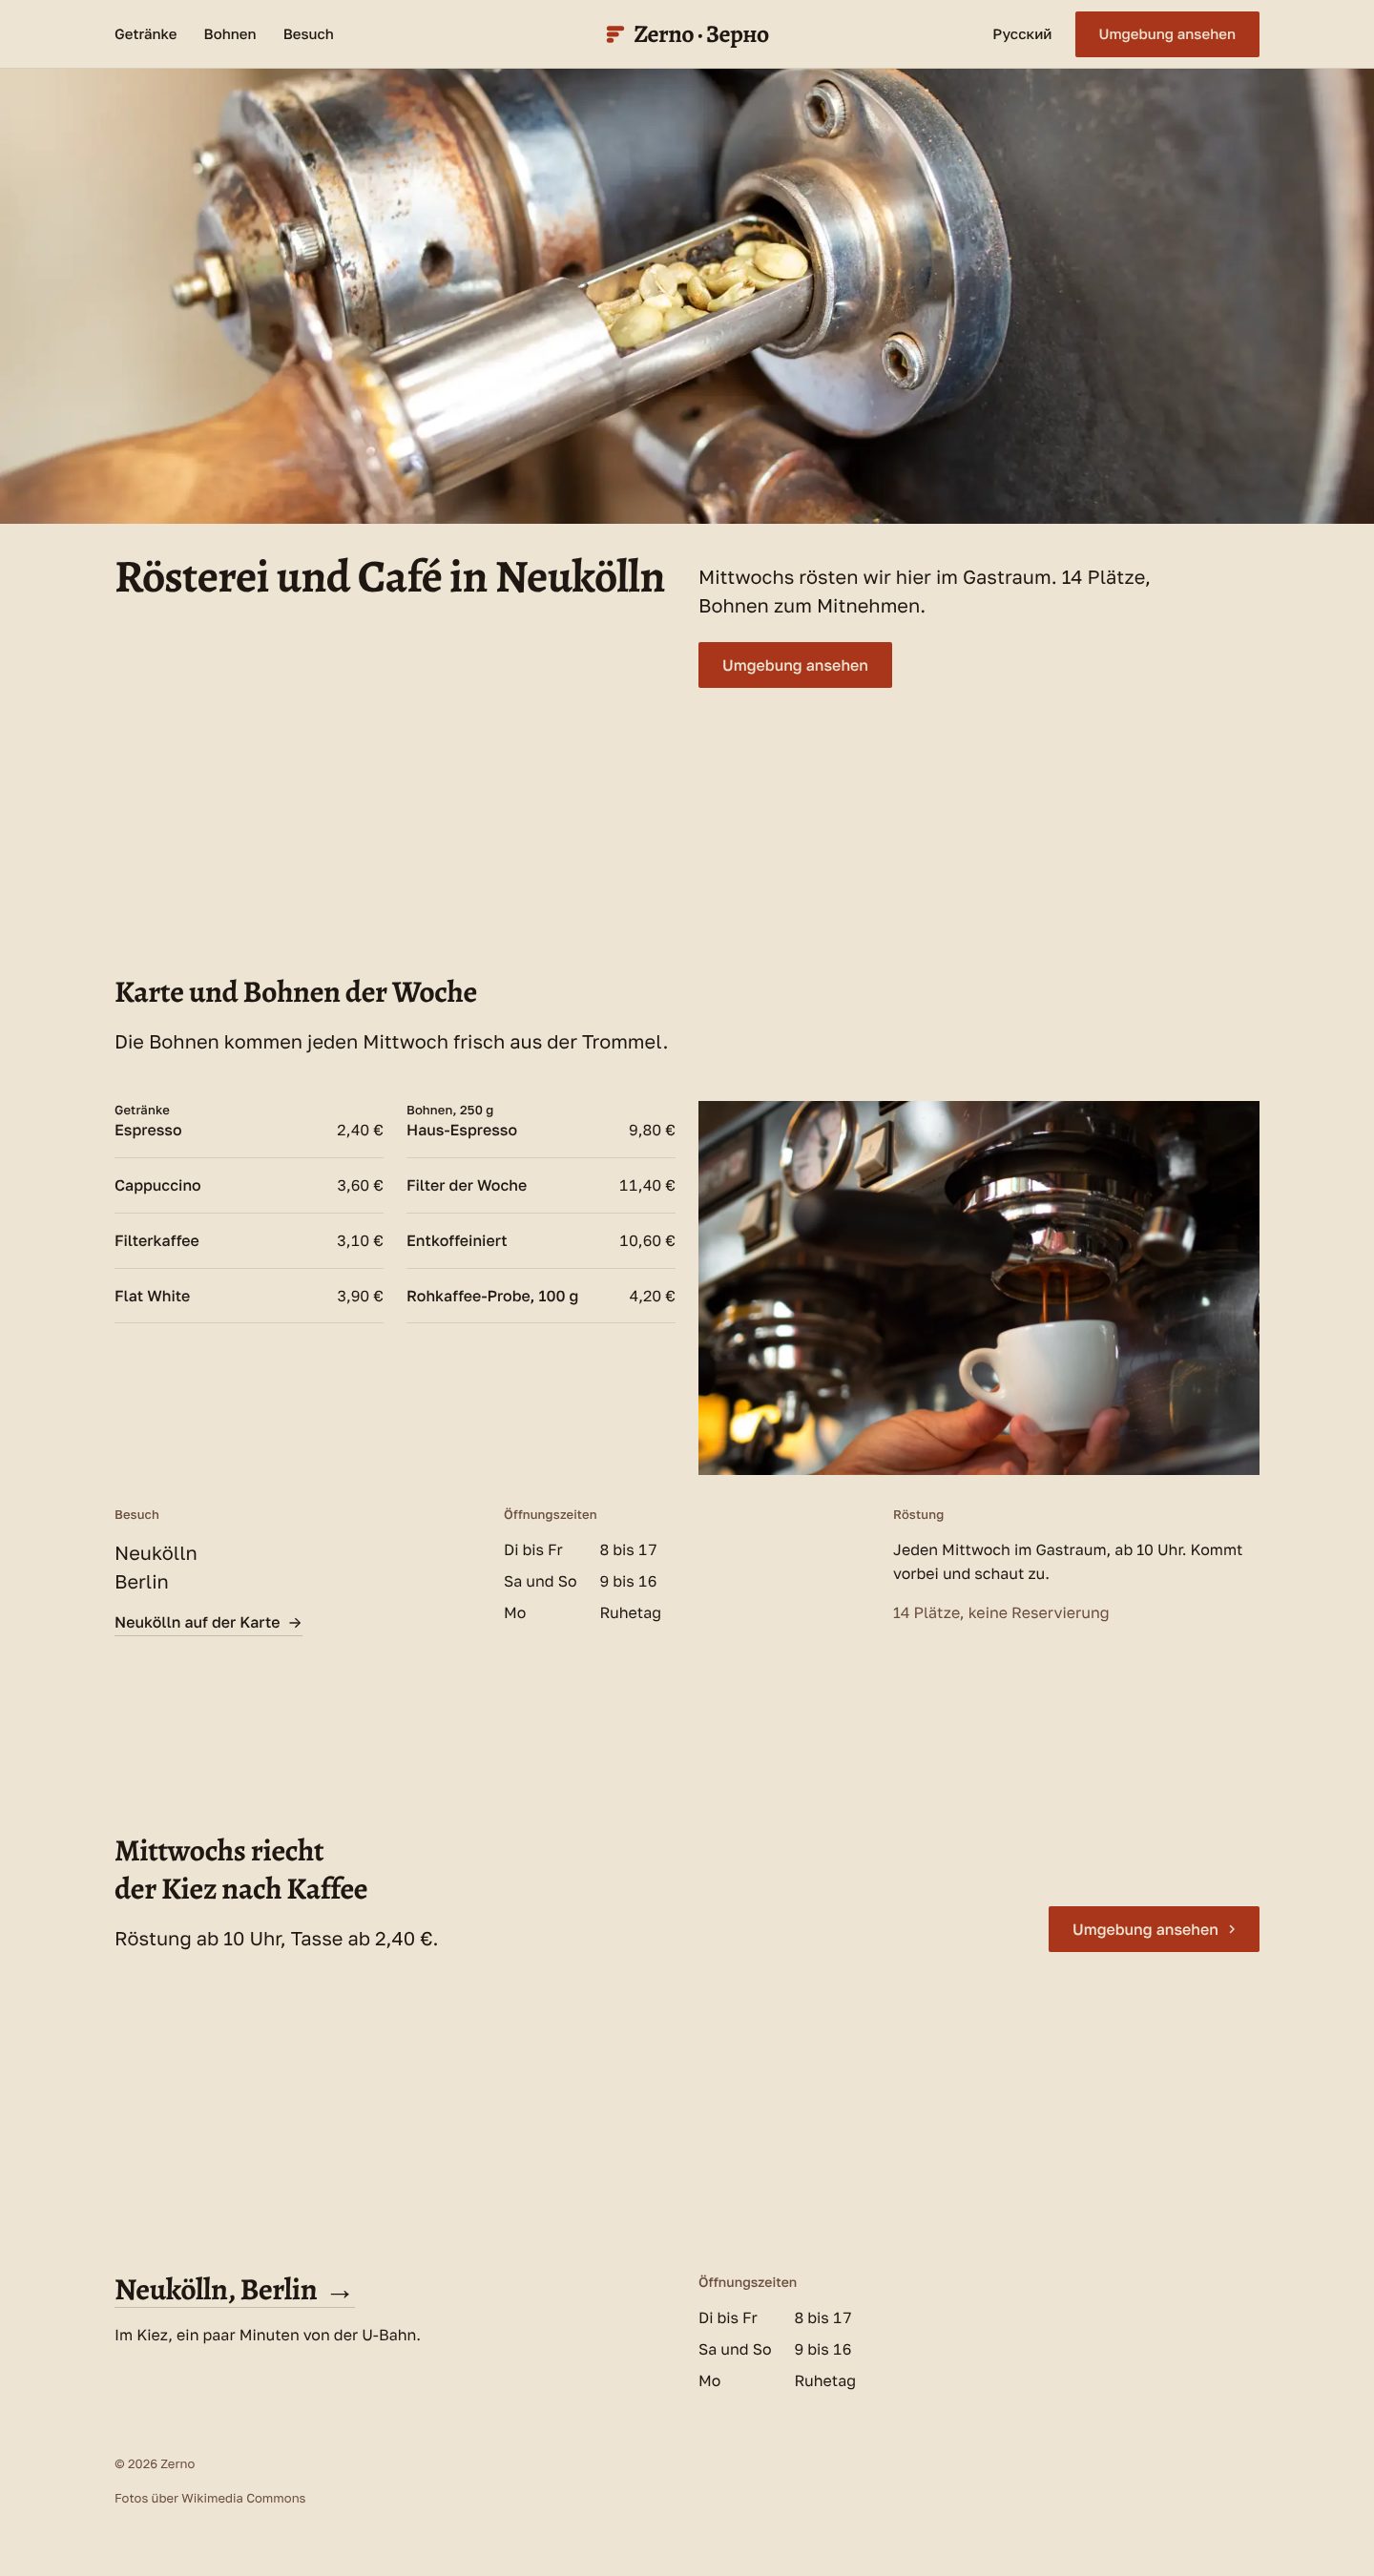 Getränke
Bohnen
Besuch
Zerno · Зерно
Русский
Umgebung ansehen
Rösterei und Café in Neukölln
Mittwochs rösten wir hier im Gastraum. 14 Plätze,
Bohnen zum Mitnehmen.
Umgebung ansehen
Karte und Bohnen der Woche
Die Bohnen kommen jeden Mittwoch frisch aus der Trommel.
Getränke
Espresso 2,40 €
Cappuccino 3,60 €
Filterkaffee 3,10 €
Flat White 3,90 €
Bohnen, 250 g
Haus-Espresso 9,80 €
Filter der Woche 11,40 €
Entkoffeiniert 10,60 €
Rohkaffee-Probe, 100 g 4,20 €
Besuch
Neukölln
Berlin
Neukölln auf der Karte →
Öffnungszeiten
Di bis Fr 8 bis 17
Sa und So 9 bis 16
Mo Ruhetag
Röstung
Jeden Mittwoch im Gastraum, ab 10 Uhr. Kommt
vorbei und schaut zu.
14 Plätze, keine Reservierung
Mittwochs riecht
der Kiez nach Kaffee
Röstung ab 10 Uhr, Tasse ab 2,40 €.
Umgebung ansehen ›
Neukölln, Berlin →
Im Kiez, ein paar Minuten von der U-Bahn.
Öffnungszeiten
Di bis Fr 8 bis 17
Sa und So 9 bis 16
Mo Ruhetag
© 2026 Zerno
Fotos über Wikimedia Commons